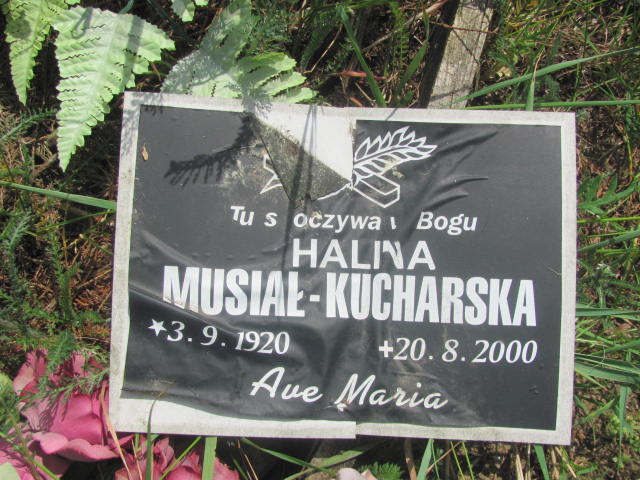 Tu s oczywa w Bogu
HALINA
MUSIAŁ-KUCHARSKA
★3.9.1920 +20.8.2000
Ave Maria